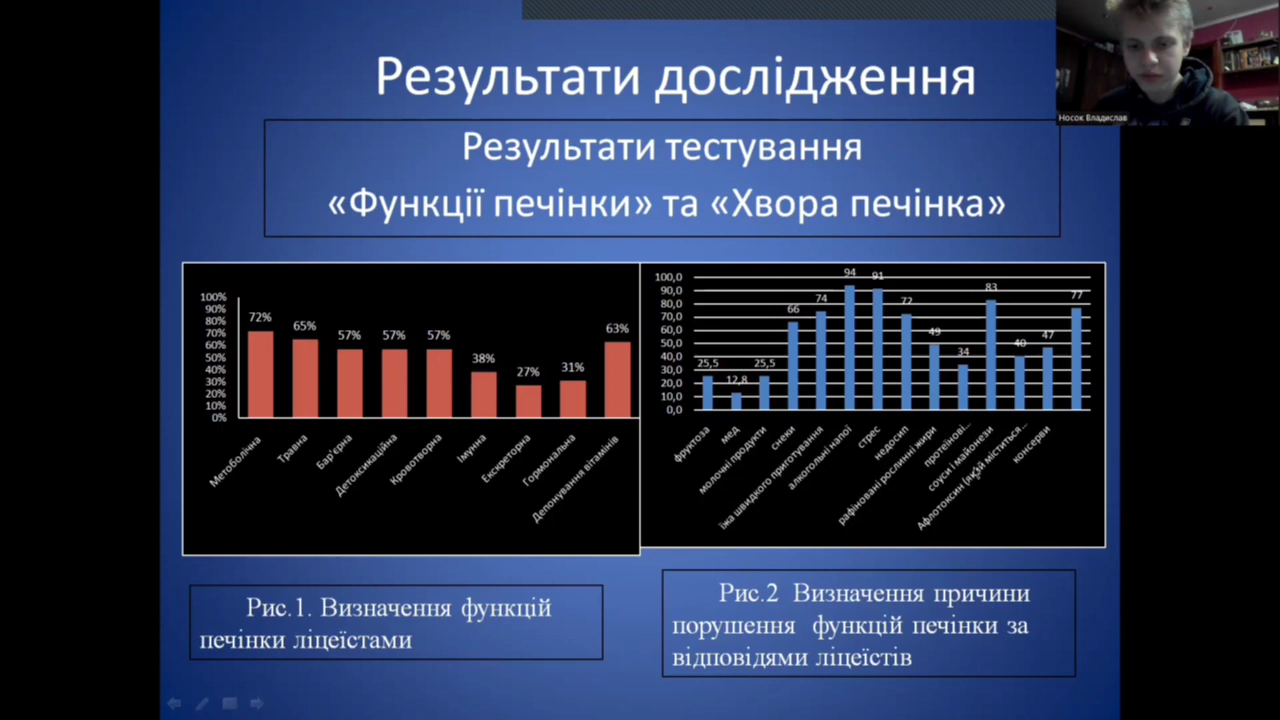 Результати дослідження
Носок Владислав
Результати тестування
«Функції печінки» та «Хвора печінка»
100%
90%
80%
70%
60%
50%
40%
30%
20%
10%
0%
72%
65%
57%
57%
57%
38%
27%
31%
63%
Метоболічна
Травна
Бар'єрна
Детоксикаційна
Кровотворна
Імунна
Екскреторна
Гормональна
Депонування вітамінів
100,0
90,0
80,0
70,0
60,0
50,0
40,0
30,0
20,0
10,0
0,0
25,5
12,8
25,5
66
74
94
91
72
49
34
83
40
47
77
фруктоза
мед
молочні продукти
снеки
їжа швидкого приготування
алкогольні напої
стрес
недосип
рафіновані рослинні жири
протеїнові...
соуси і майонези
Афлотоксин (який міститься...
консерви
Рис.1. Визначення функцій
печінки ліцеїстами
Рис.2 Визначення причини
порушення функцій печінки за
відповідями ліцеїстів